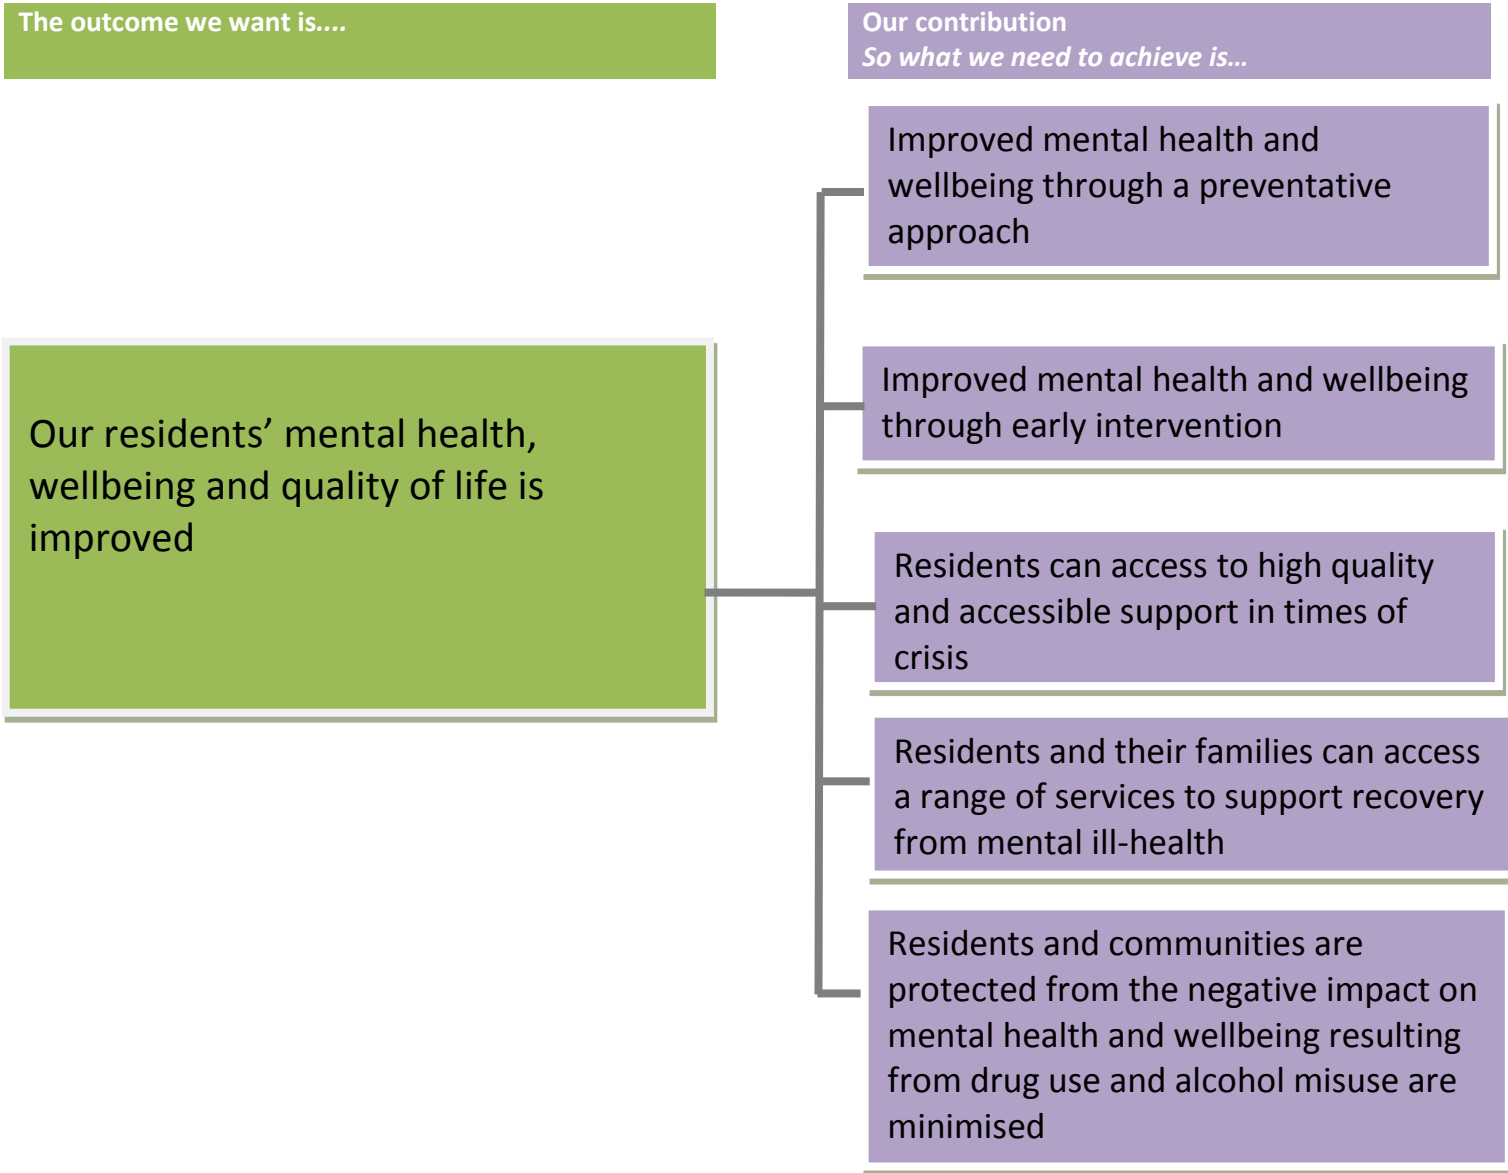 The outcome we want is....
Our contribution
So what we need to achieve is…
Our residents’ mental health,
wellbeing and quality of life is
improved
Improved mental health and
wellbeing through a preventative
approach
Improved mental health and wellbeing
through early intervention
Residents can access to high quality
and accessible support in times of
crisis
Residents and their families can access
a range of services to support recovery
from mental ill-health
Residents and communities are
protected from the negative impact on
mental health and wellbeing resulting
from drug use and alcohol misuse are
minimised